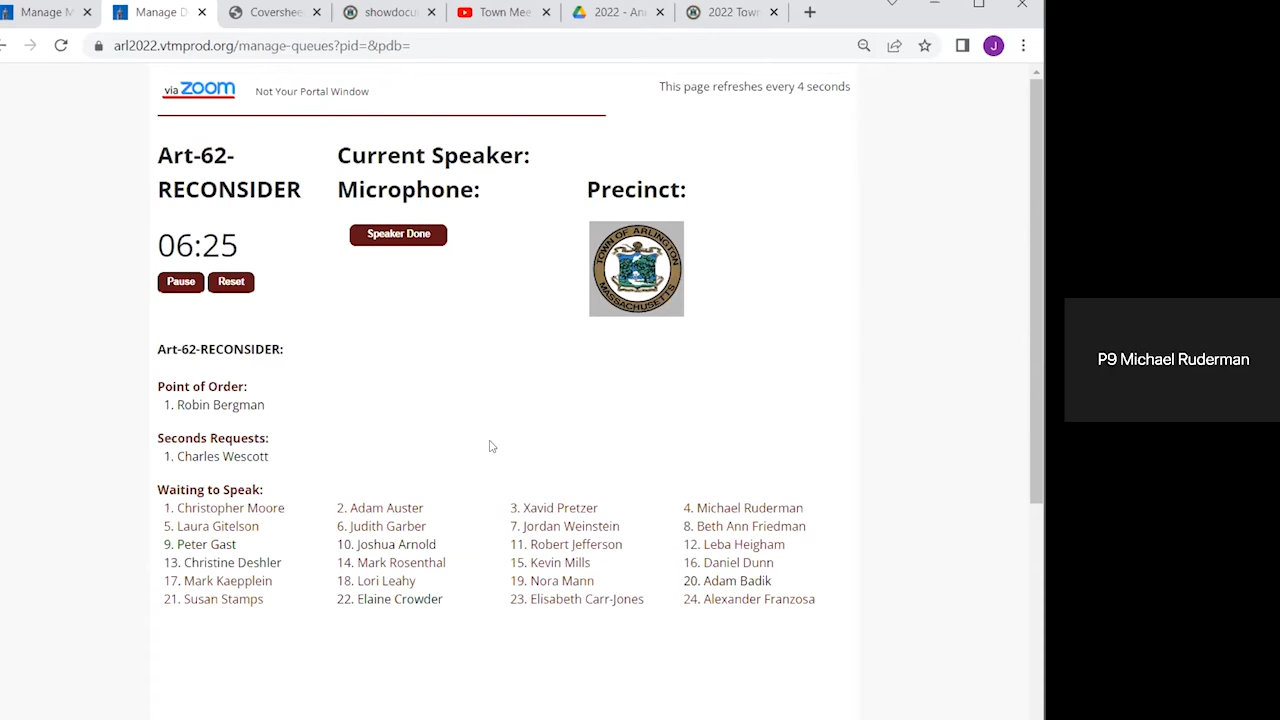 Manage M
Manage D
Covershee
showdocu
Town Mee
2022 - An
2022 Town
arl2022.vtmprod.org/manage-queues?pid=&pdb=
J
via zoom
Not Your Portal Window
This page refreshes every 4 seconds
Art-62-
RECONSIDER
Current Speaker:
Microphone:
Precinct:
06:25
Speaker Done
Pause
Reset
TOWN OF ARLINGTON
MASSACHUSETTS
P9 Michael Ruderman
Art-62-RECONSIDER:
Point of Order:
1. Robin Bergman
Seconds Requests:
1. Charles Wescott
Waiting to Speak:
1. Christopher Moore 2. Adam Auster 3. Xavid Pretzer 4. Michael Ruderman
5. Laura Gitelson 6. Judith Garber 7. Jordan Weinstein 8. Beth Ann Friedman
9. Peter Gast 10. Joshua Arnold 11. Robert Jefferson 12. Leba Heigham
13. Christine Deshler 14. Mark Rosenthal 15. Kevin Mills 16. Daniel Dunn
17. Mark Kaepplein 18. Lori Leahy 19. Nora Mann 20. Adam Badik
21. Susan Stamps 22. Elaine Crowder 23. Elisabeth Carr-Jones 24. Alexander Franzosa